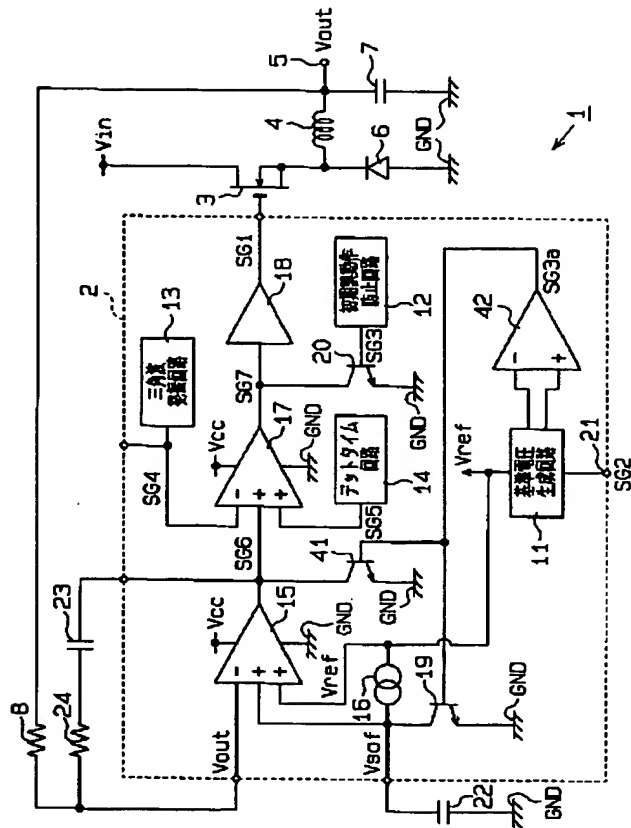 1
Vin
Vout
5
4
7
3
6
GND
GND
2
SG1
18
13
三角波
発振回路
SG4
SG7
20
SG3
初期誤動作
防止回路
12
GND
Vcc
17
GND
デットタイム
回路
14
SG5
SG6
41
GND
42
SG3a
Vref
基準電圧
生成回路
11
21
SG2
23
24
8
Vcc
15
GND
Vref
Vout
16
Vsof
19
GND
22
GND